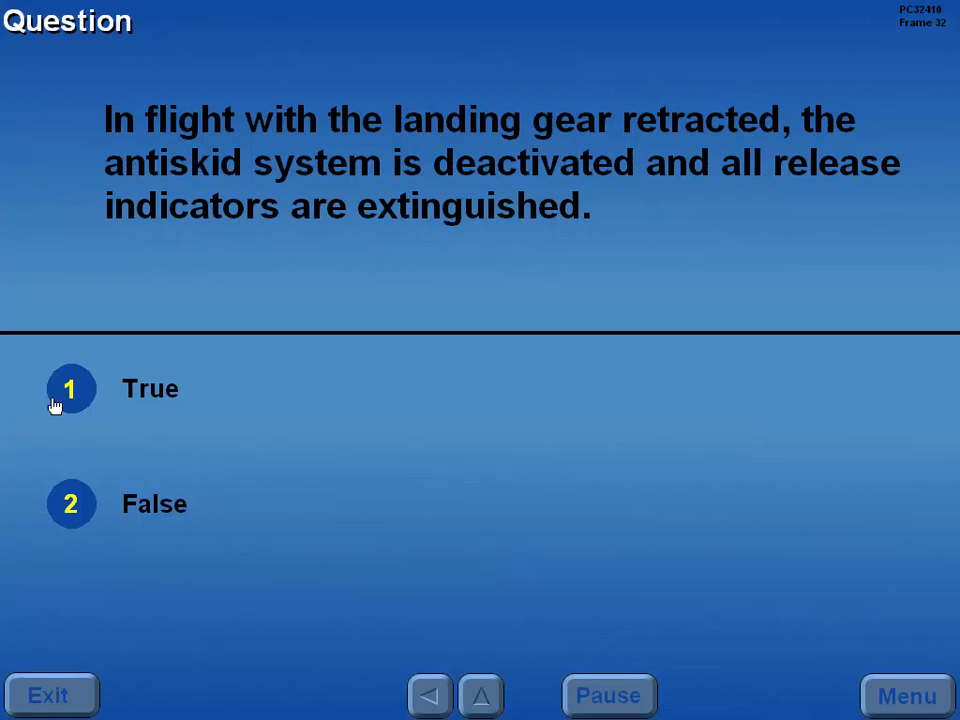 Question
PC32410
Frame 32
In flight with the landing gear retracted, the
antiskid system is deactivated and all release
indicators are extinguished.
1 True
2 False
Exit
Pause
Menu